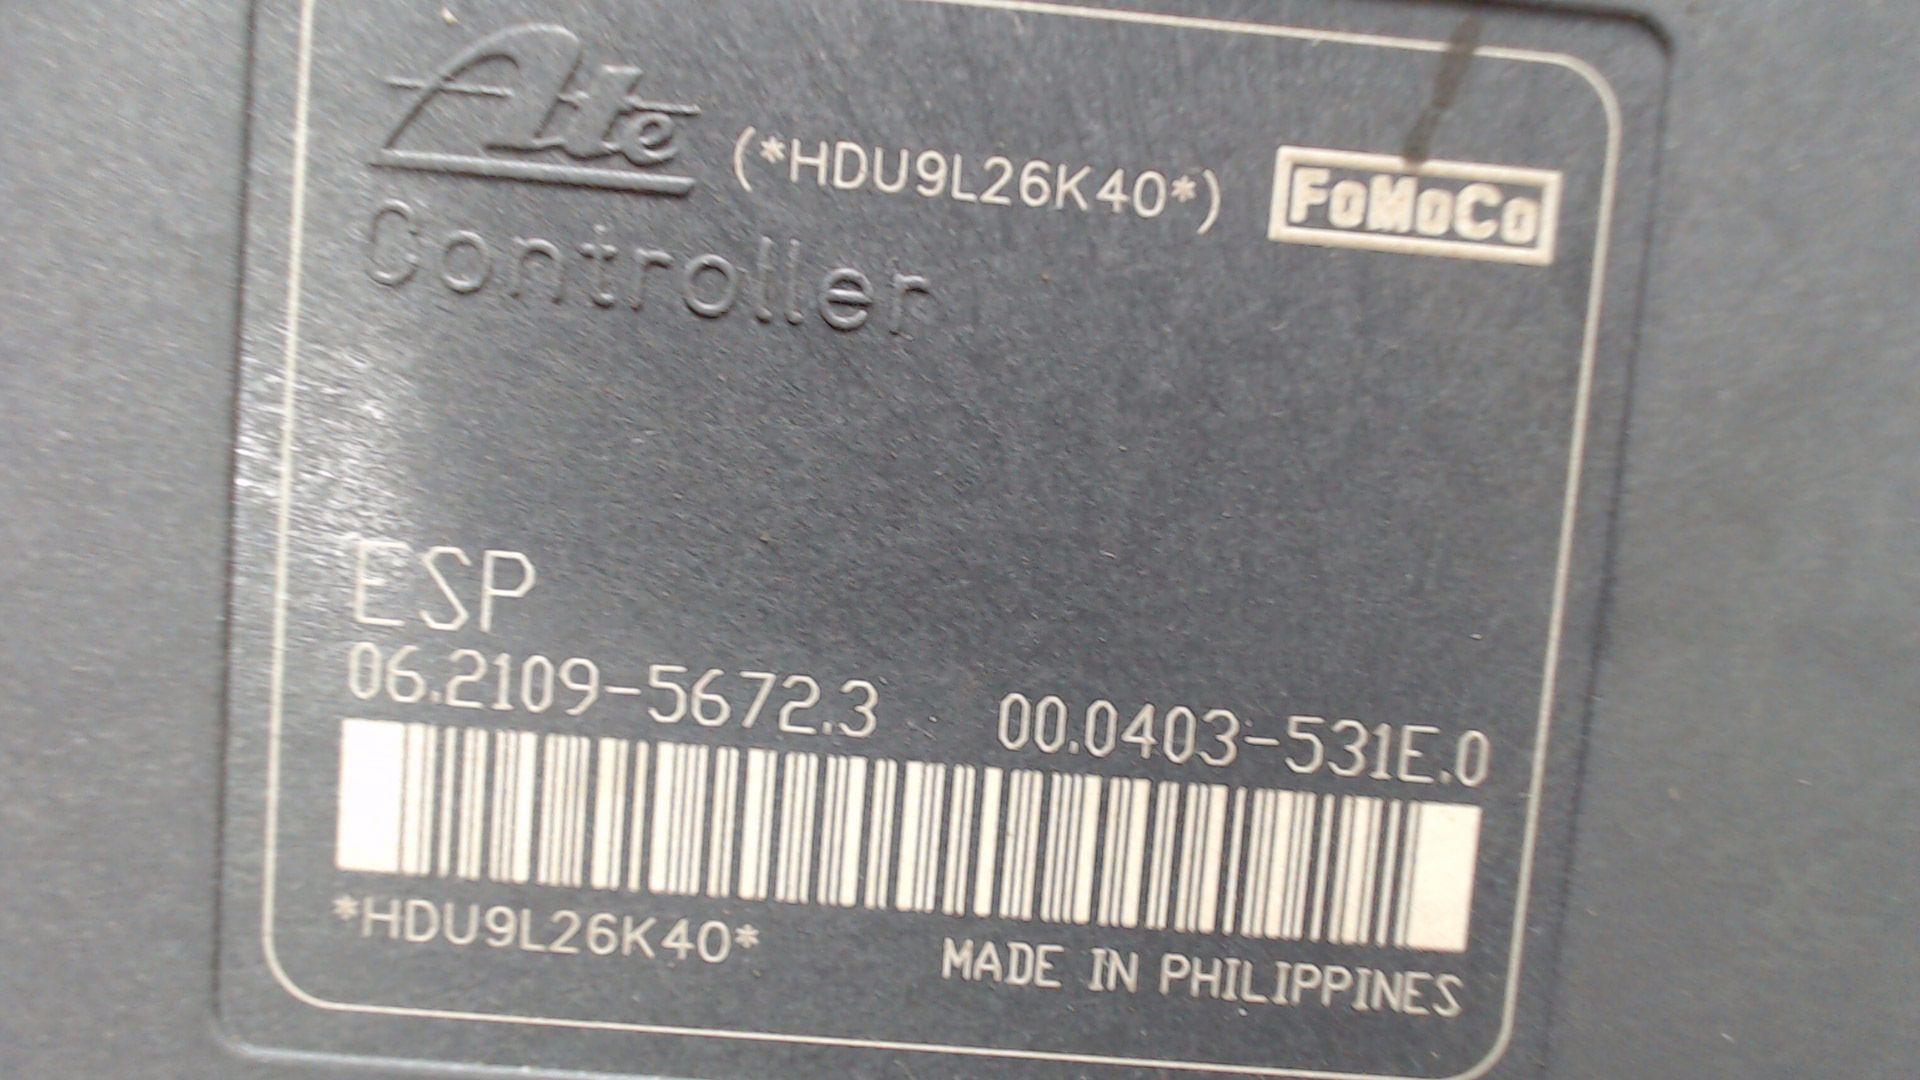 Ate (*HDU9L26K40*) FoMoCo
Controller
ESP
06.2109-5672.3 00.0403-531E.0
*HDU9L26K40*
MADE IN PHILIPPINES